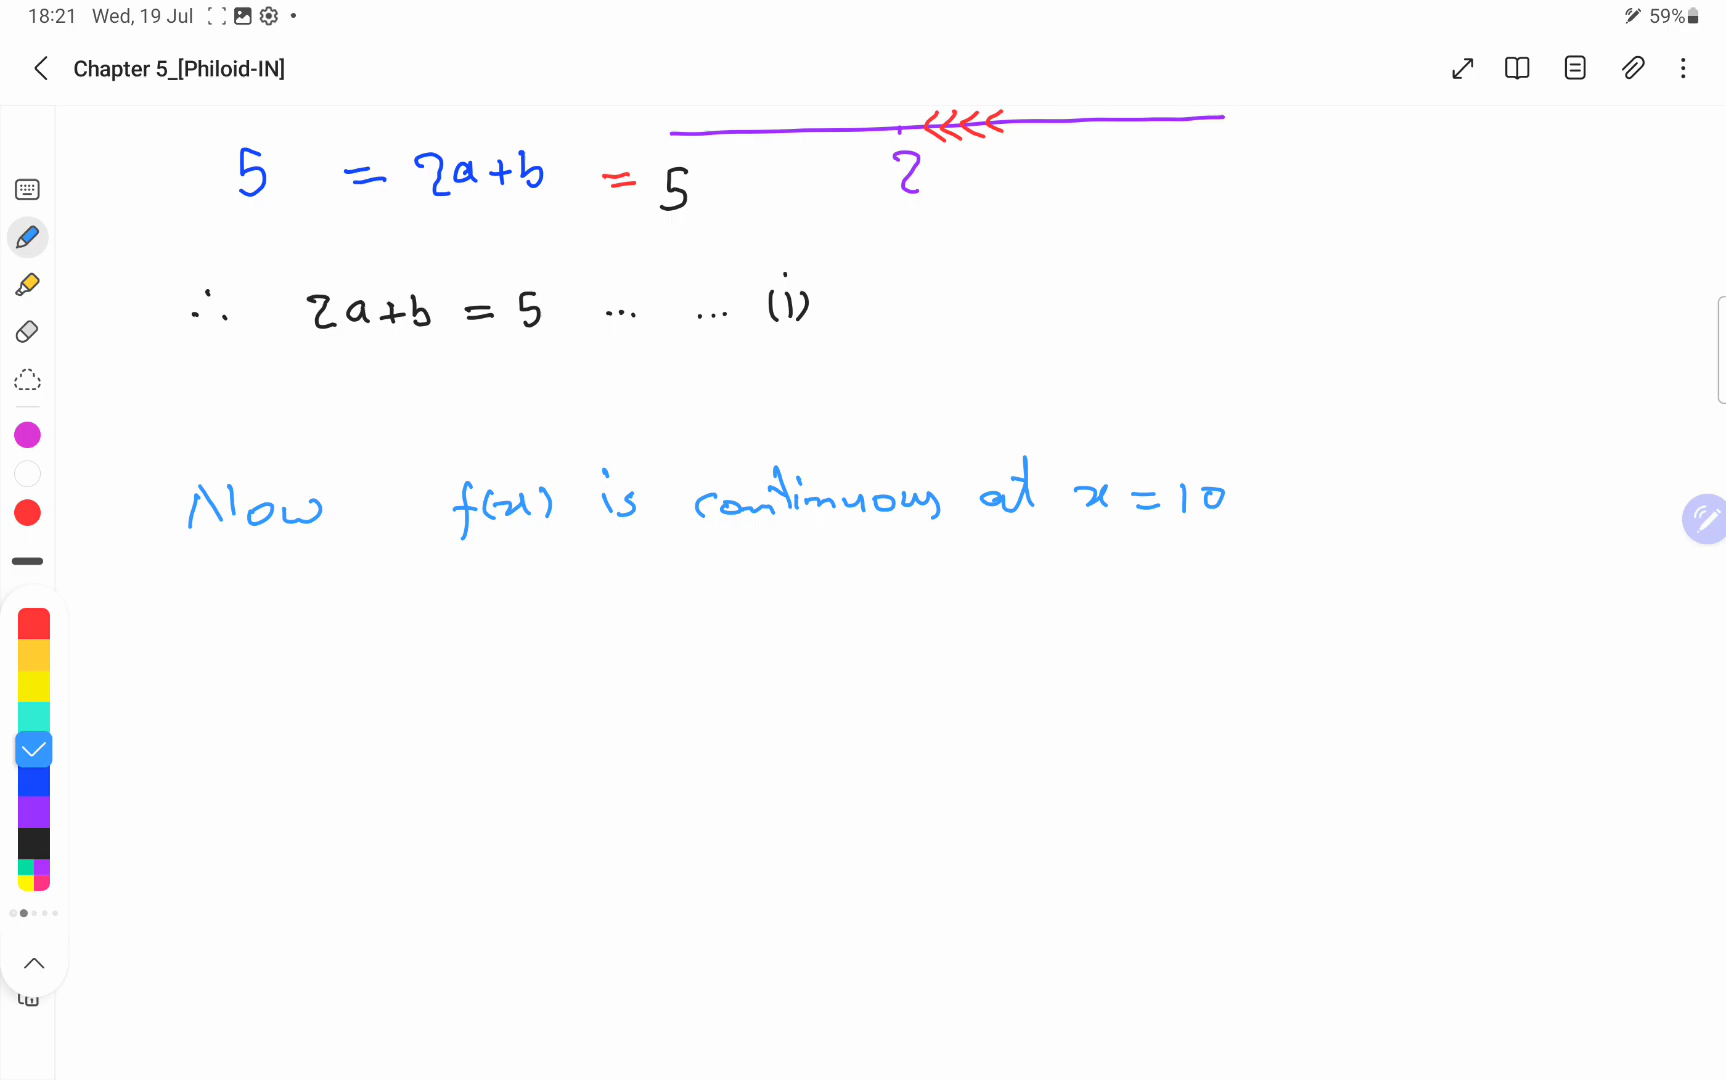 18:21 Wed, 19 Jul 59%
Chapter 5_[Philoid-IN]
5 = 2a+b = 5 2
∴ 2a+b = 5 ... ... (i)
Now f(x) is continuous at x = 10